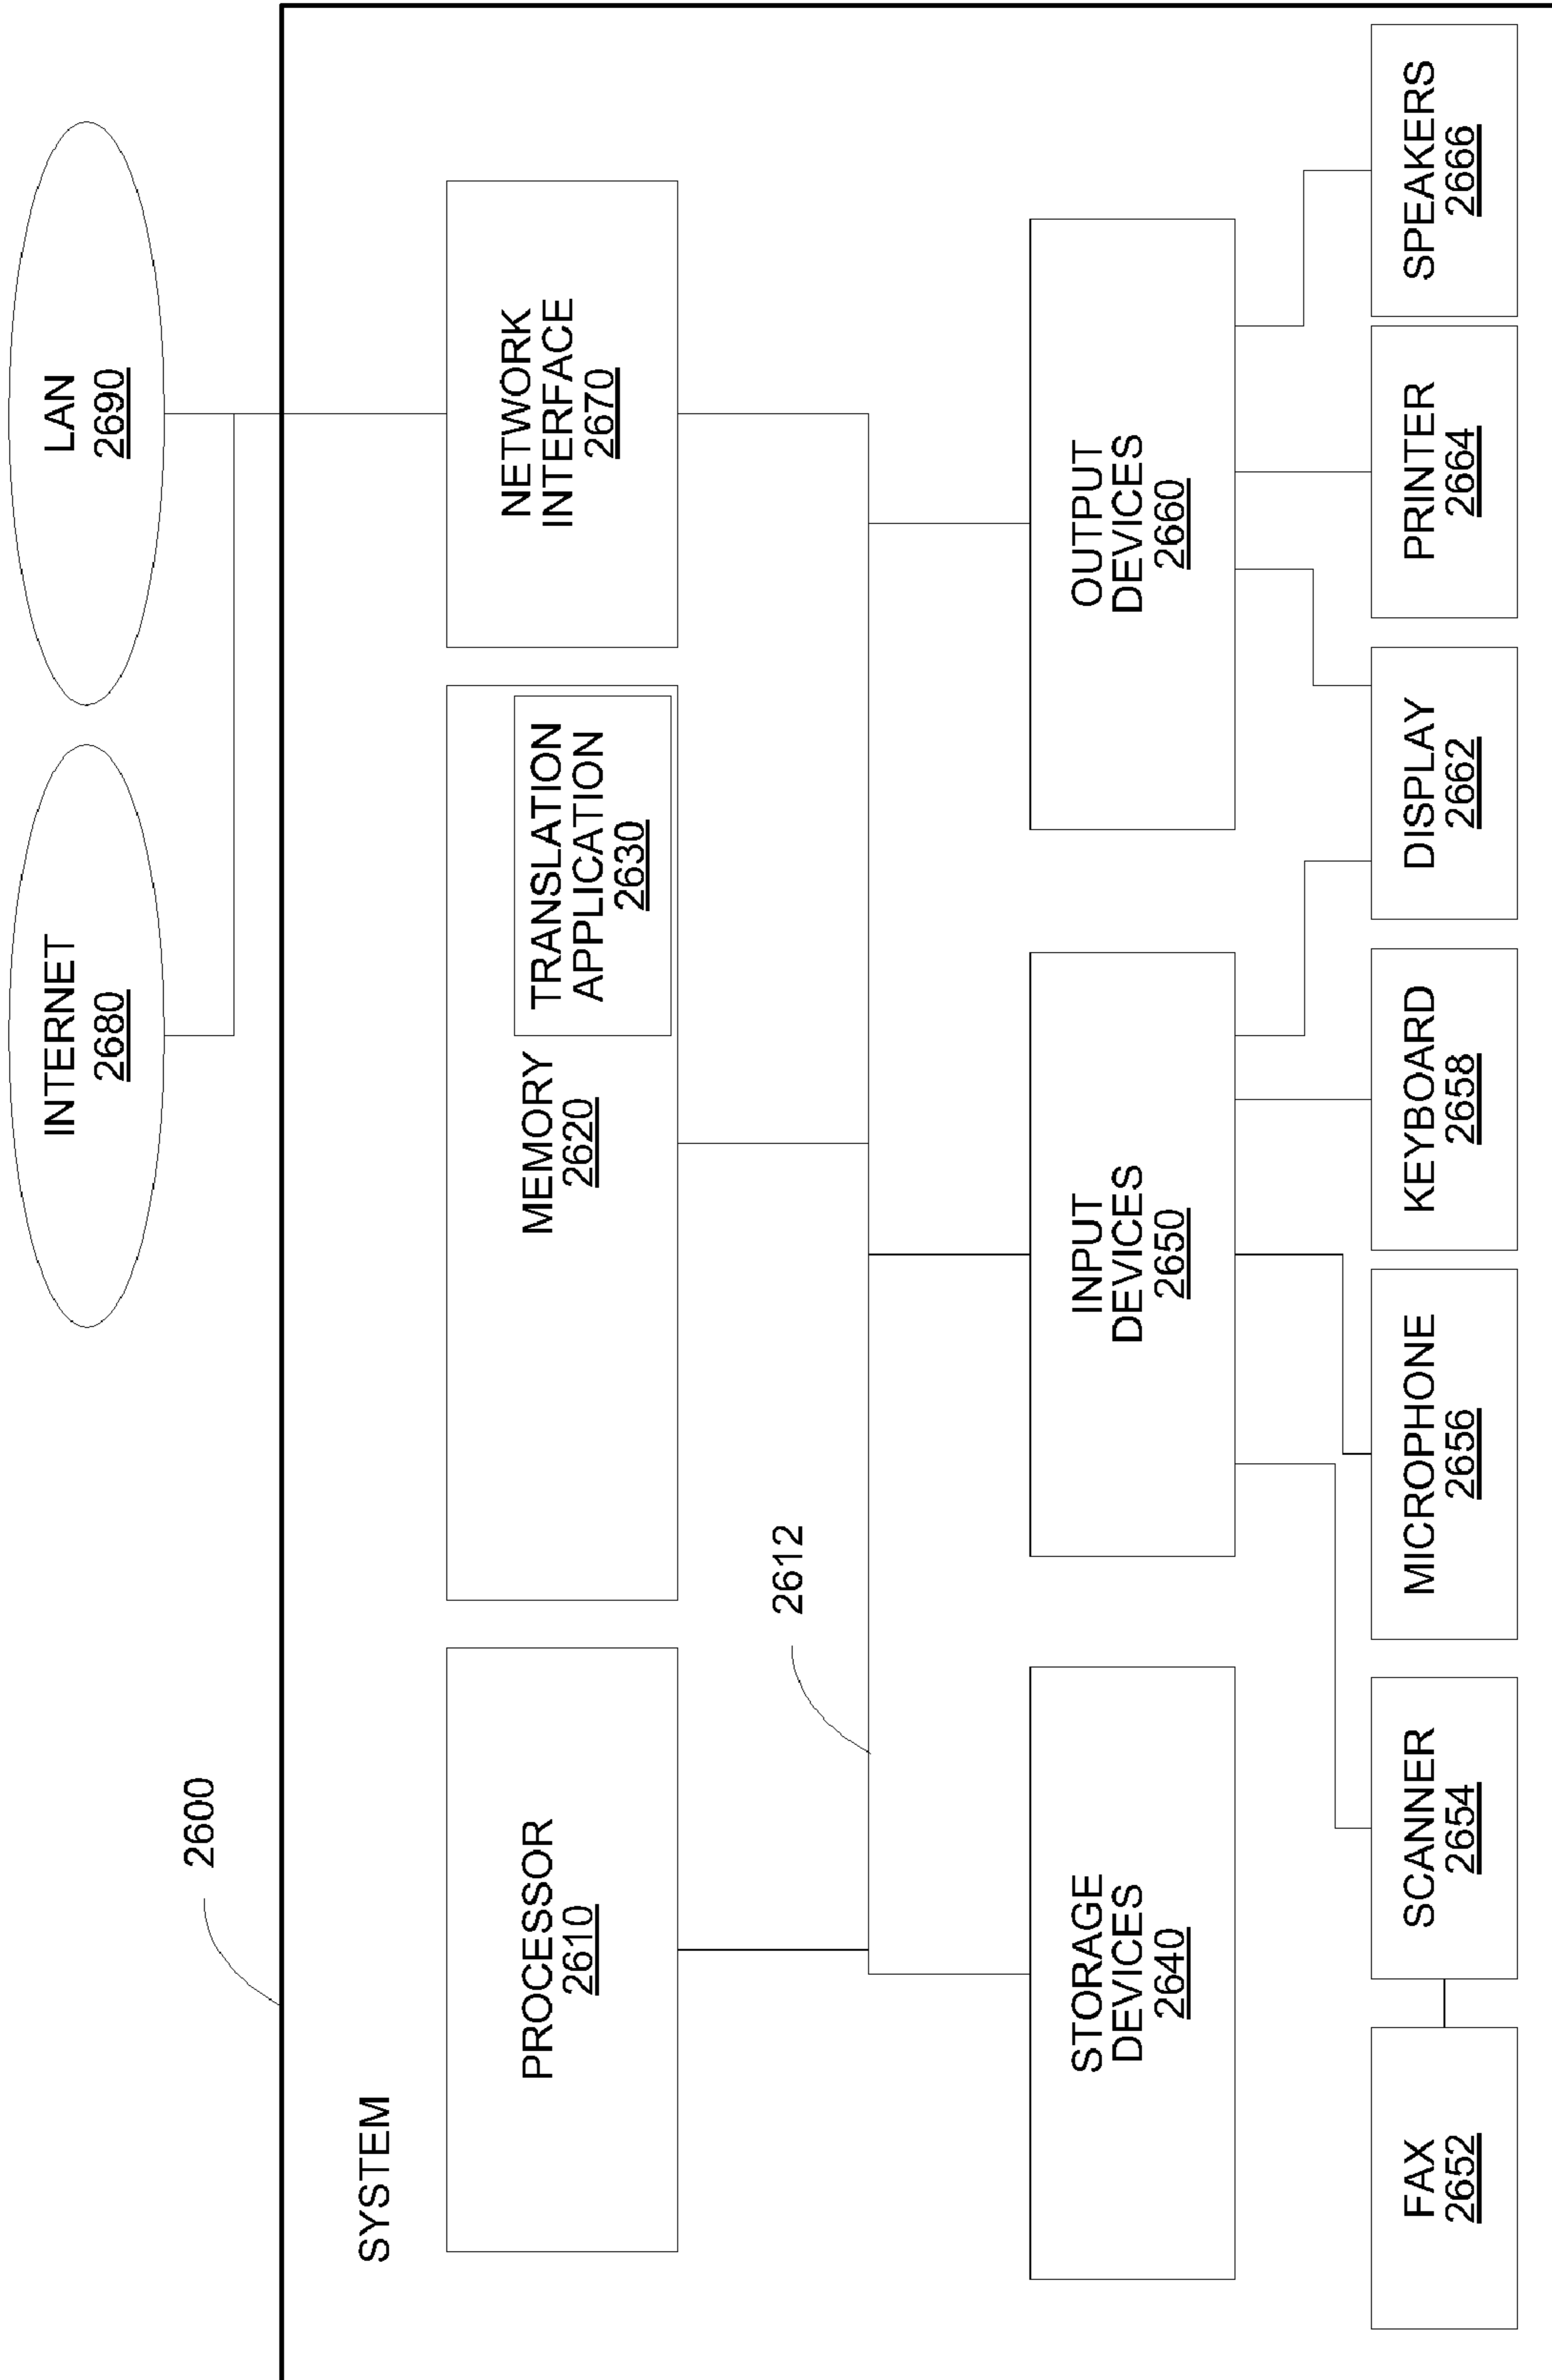 2600
INTERNET
2680
LAN
2690
SYSTEM
PROCESSOR
2610
MEMORY
2620
TRANSLATION
APPLICATION
2630
NETWORK
INTERFACE
2670
2612
STORAGE
DEVICES
2640
INPUT
DEVICES
2650
OUTPUT
DEVICES
2660
FAX
2652
SCANNER
2654
MICROPHONE
2656
KEYBOARD
2658
DISPLAY
2662
PRINTER
2664
SPEAKERS
2666